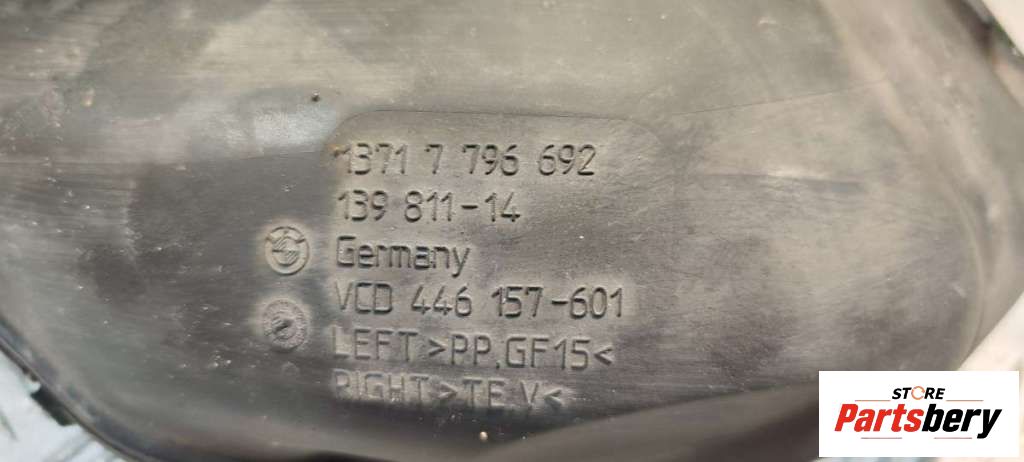 1371 7 796 692
139 811-14
Germany
VCD 446 157-601
LEFT >PP.GF15<
RIGHT >TE.V<
STORE
Partsbery